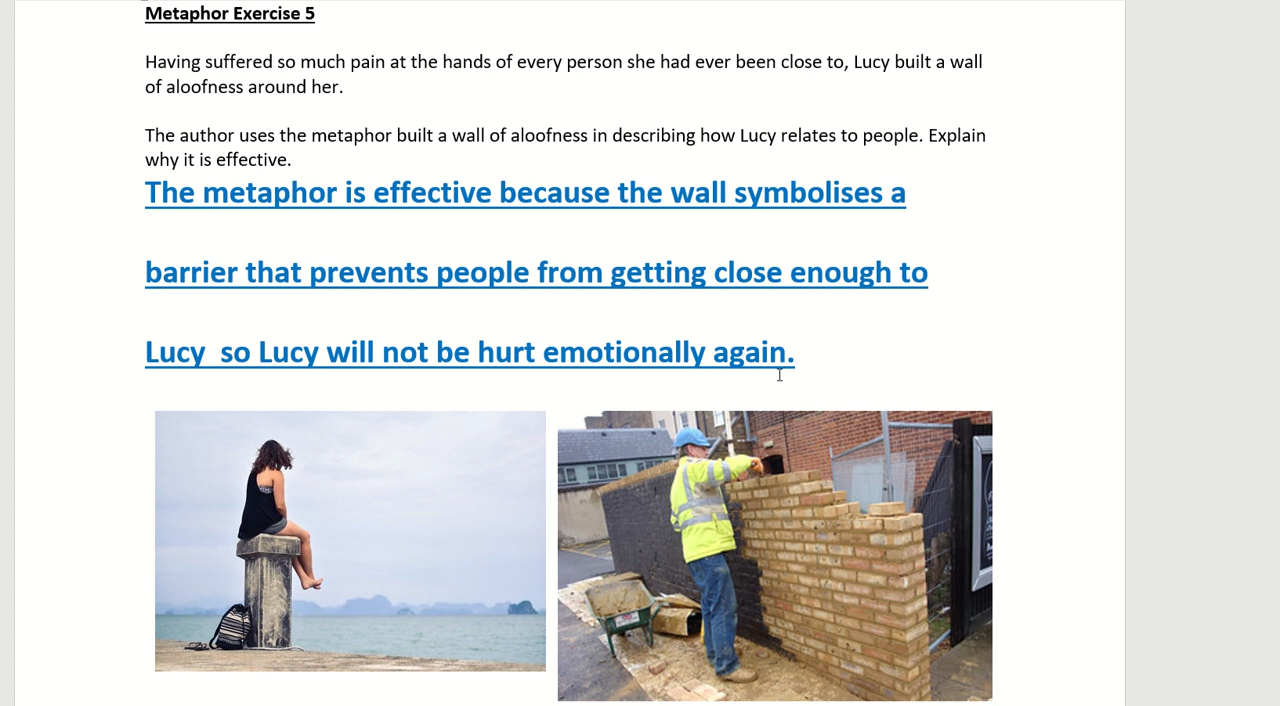 Metaphor Exercise 5
Having suffered so much pain at the hands of every person she had ever been close to, Lucy built a wall
of aloofness around her.
The author uses the metaphor built a wall of aloofness in describing how Lucy relates to people. Explain
why it is effective.
The metaphor is effective because the wall symbolises a
barrier that prevents people from getting close enough to
Lucy  so Lucy will not be hurt emotionally again.